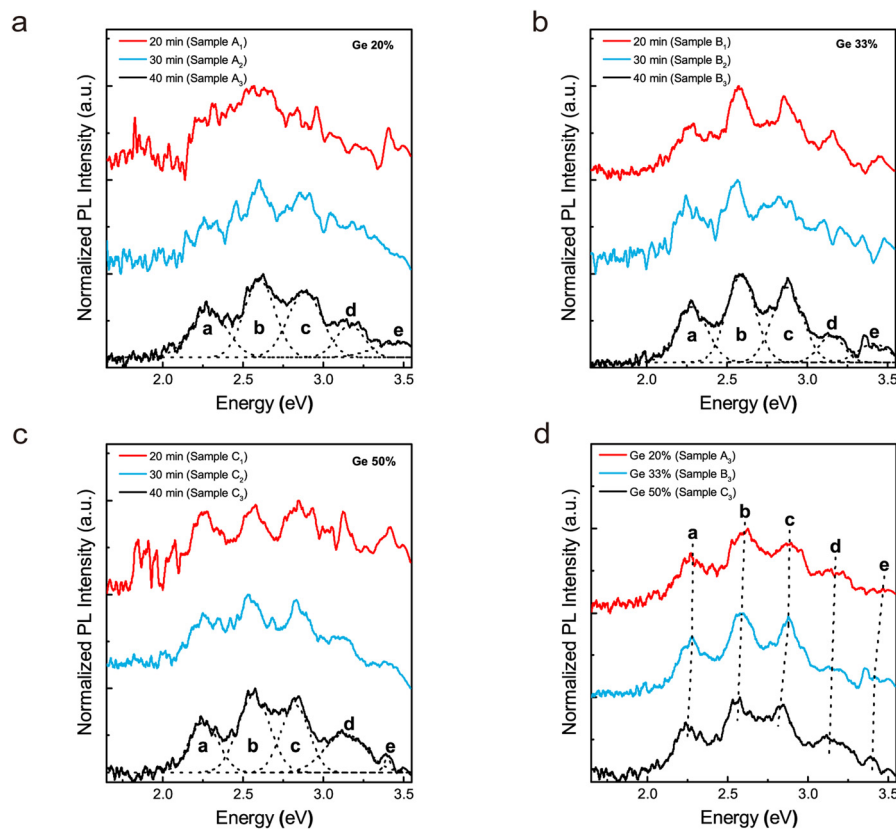 a
20 min (Sample A₁)
30 min (Sample A₂)
40 min (Sample A₃)
Ge 20%
Normalized PL Intensity (a.u.)
a
b
c
d
e
2.0
2.5
3.0
3.5
Energy (eV)
b
20 min (Sample B₁)
30 min (Sample B₂)
40 min (Sample B₃)
Ge 33%
Normalized PL Intensity (a.u.)
a
b
c
d
e
2.0
2.5
3.0
3.5
Energy (eV)
c
20 min (Sample C₁)
30 min (Sample C₂)
40 min (Sample C₃)
Ge 50%
Normalized PL Intensity (a.u.)
a
b
c
d
e
2.0
2.5
3.0
3.5
Energy (eV)
d
Ge 20% (Sample A₃)
Ge 33% (Sample B₃)
Ge 50% (Sample C₃)
Normalized PL Intensity (a.u.)
a
b
c
d
e
2.0
2.5
3.0
3.5
Energy (eV)